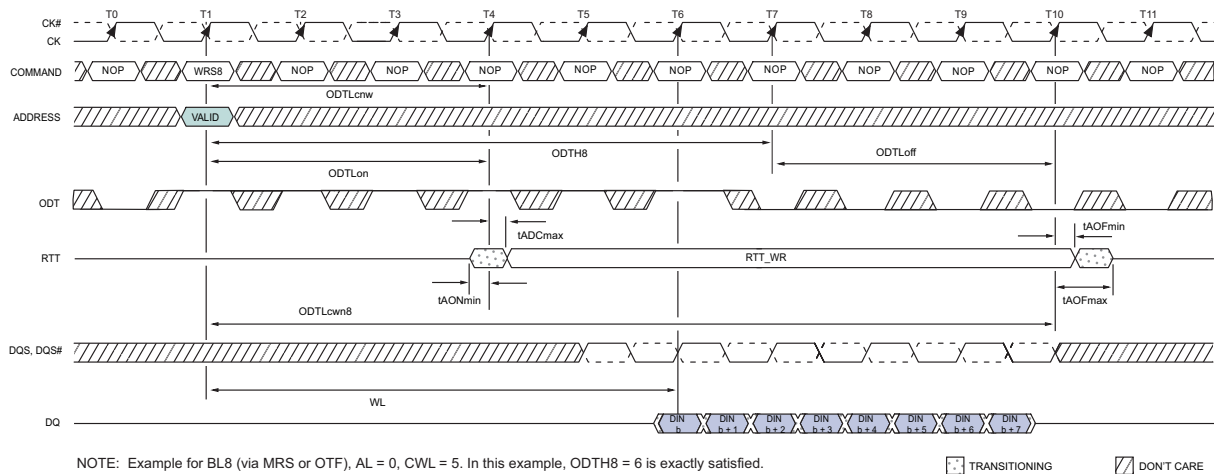 T0 T1 T2 T3 T4 T5 T6 T7 T8 T9 T10 T11
CK#
CK
COMMAND NOP WRS8 NOP NOP NOP NOP NOP NOP NOP NOP NOP NOP
ODTLcnw
ADDRESS VALID
ODTH8 ODTLoff
ODTLon
ODT
tADCmax tAOFmin
RTT RTT_WR
tAONmin tAOFmax
ODTLcwn8
DQS, DQS#
WL
DQ DIN b DIN b + 1 DIN b + 2 DIN b + 3 DIN b + 4 DIN b + 5 DIN b + 6 DIN b + 7
NOTE: Example for BL8 (via MRS or OTF), AL = 0, CWL = 5. In this example, ODTH8 = 6 is exactly satisfied.
TRANSITIONING DON'T CARE